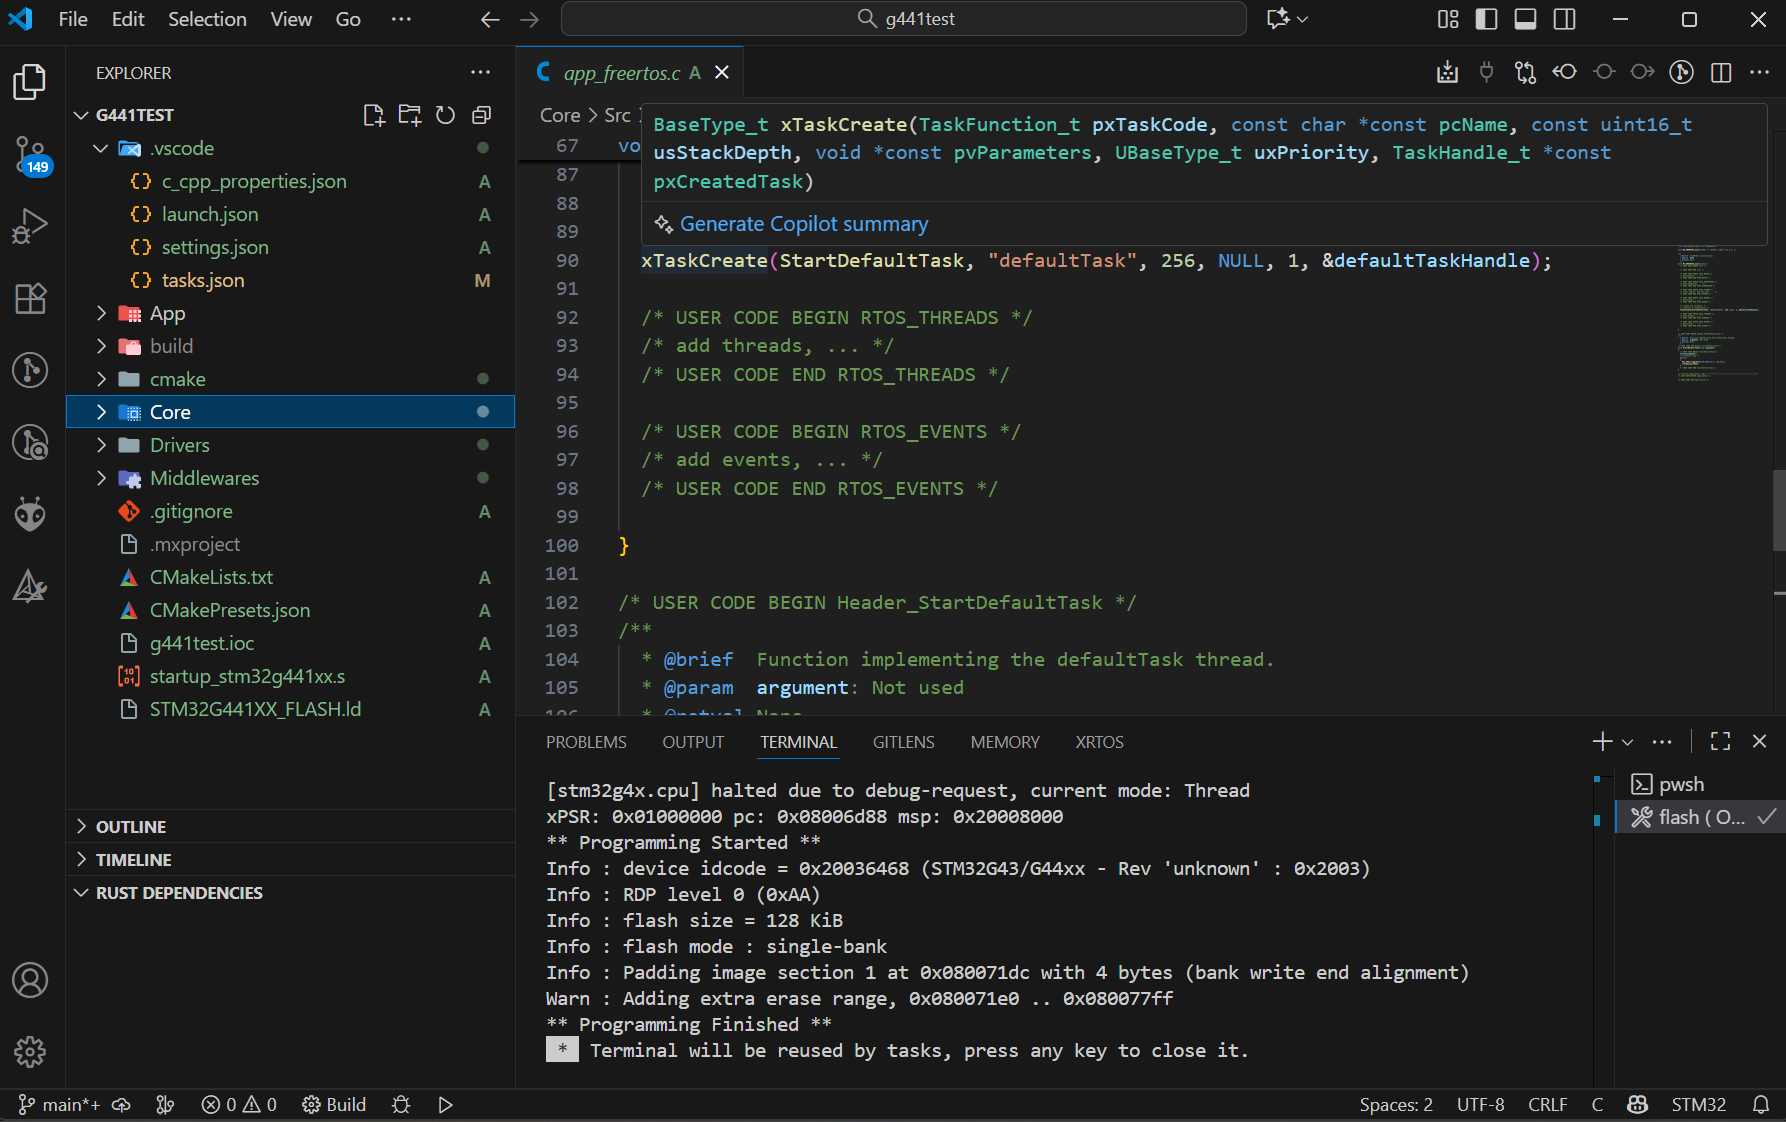 File Edit Selection View Go ··· g441test
EXPLORER ···
G441TEST
.vscode
c_cpp_properties.json A
launch.json A
settings.json A
tasks.json M
App
build
cmake
Core
Drivers
Middlewares
.gitignore A
.mxproject
CMakeLists.txt A
CMakePresets.json A
g441test.ioc A
startup_stm32g441xx.s A
STM32G441XX_FLASH.ld A
OUTLINE
TIMELINE
RUST DEPENDENCIES
149
app_freertos.c A
Core > Src
BaseType_t xTaskCreate(TaskFunction_t pxTaskCode, const char *const pcName, const uint16_t
usStackDepth, void *const pvParameters, UBaseType_t uxPriority, TaskHandle_t *const
pxCreatedTask)
Generate Copilot summary
67 vo
87
88
89
90 xTaskCreate(StartDefaultTask, "defaultTask", 256, NULL, 1, &defaultTaskHandle);
91
92 /* USER CODE BEGIN RTOS_THREADS */
93 /* add threads, ... */
94 /* USER CODE END RTOS_THREADS */
95
96 /* USER CODE BEGIN RTOS_EVENTS */
97 /* add events, ... */
98 /* USER CODE END RTOS_EVENTS */
99
100 }
101
102 /* USER CODE BEGIN Header_StartDefaultTask */
103 /**
104 * @brief Function implementing the defaultTask thread.
105 * @param argument: Not used
106 * @retval None
PROBLEMS OUTPUT TERMINAL GITLENS MEMORY XRTOS
[stm32g4x.cpu] halted due to debug-request, current mode: Thread
xPSR: 0x01000000 pc: 0x08006d88 msp: 0x20008000
** Programming Started **
Info : device idcode = 0x20036468 (STM32G43/G44xx - Rev 'unknown' : 0x2003)
Info : RDP level 0 (0xAA)
Info : flash size = 128 KiB
Info : flash mode : single-bank
Info : Padding image section 1 at 0x080071dc with 4 bytes (bank write end alignment)
Warn : Adding extra erase range, 0x080071e0 .. 0x080077ff
** Programming Finished **
* Terminal will be reused by tasks, press any key to close it.
pwsh
flash ( O...
main*+ 0 0 Build Spaces: 2 UTF-8 CRLF C STM32